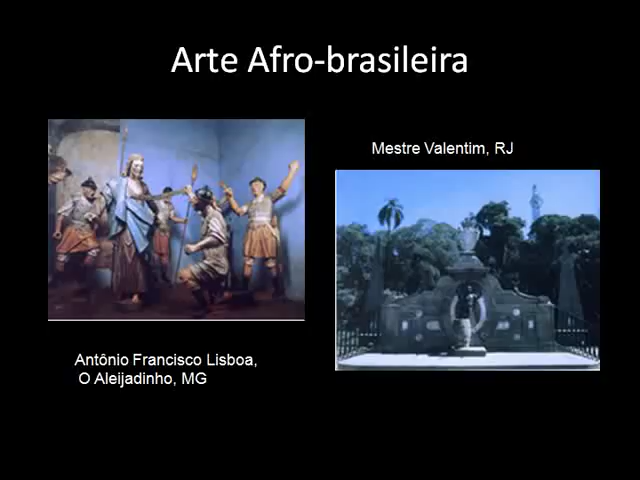 Arte Afro-brasileira
Mestre Valentim, RJ
Antônio Francisco Lisboa,
O Aleijadinho, MG